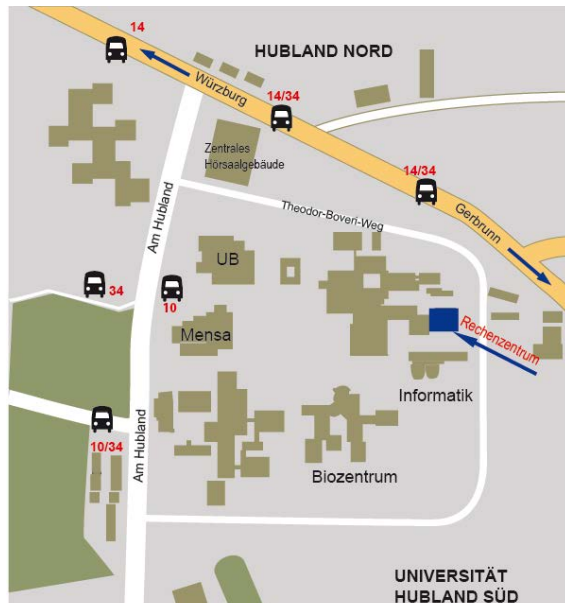 14
HUBLAND NORD
Würzburg
14/34
Zentrales
Hörsaalgebäude
14/34
Am Hubland
Theodor-Boveri-Weg
Gerbrunn
UB
34
10
Mensa
Rechenzentrum
Informatik
10/34
Am Hubland
Biozentrum
UNIVERSITÄT
HUBLAND SÜD